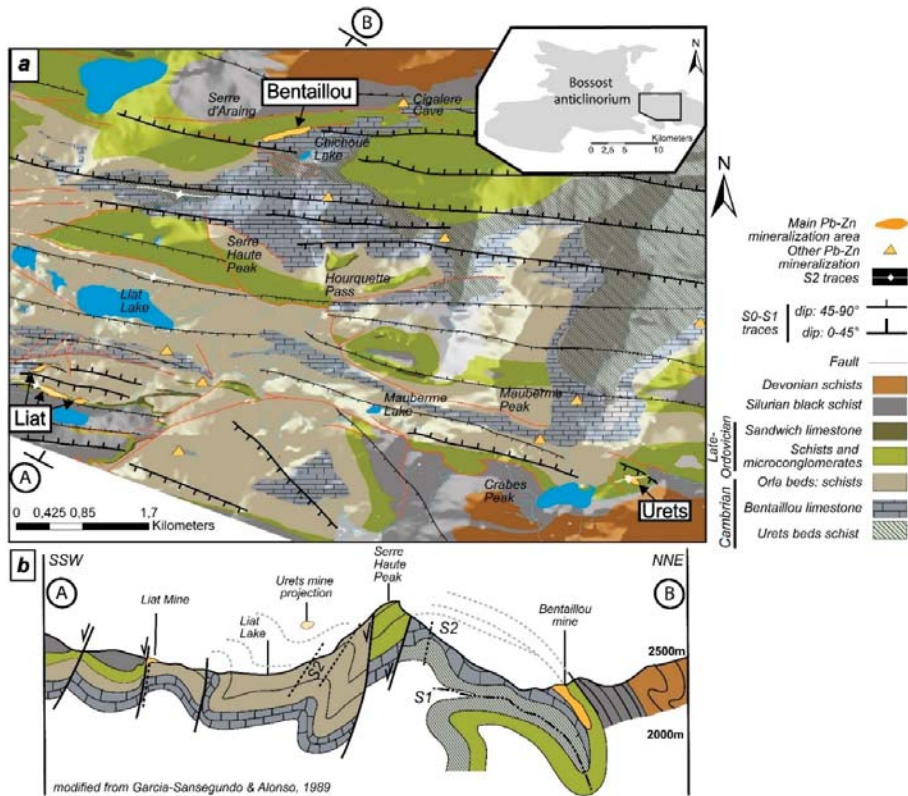 B
a
Bentaillou
Serre
d'Araing
Cigalere
Cave
Chichoué
Lake
Bossost
anticlinorium
N
Kilometers
0 2,5 5 10
Serre
Haute
Peak
Hourquette
Pass
Liat
Lake
Mauberme
Lake
Mauberme
Peak
Liat
A
Crabes
Peak
Urets
0 0,425 0,85 1,7
Kilometers
N
Main Pb-Zn
mineralization area
Other Pb-Zn
mineralization
S2 traces
S0-S1
traces
dip: 45-90°
dip: 0-45°
Fault
Devonian schists
Silurian black schist
Late-
Ordovician
Sandwich limestone
Schists and
microconglomerates
Cambrian
Orla beds: schists
Bentaillou limestone
Urets beds schist
b
SSW
NNE
A
B
Liat Mine
Urets mine
projection
Liat
Lake
Serre
Haute
Peak
S2
S2
S1
Bentaillou
mine
2500m
2000m
modified from Garcia-Sansegundo & Alonso, 1989